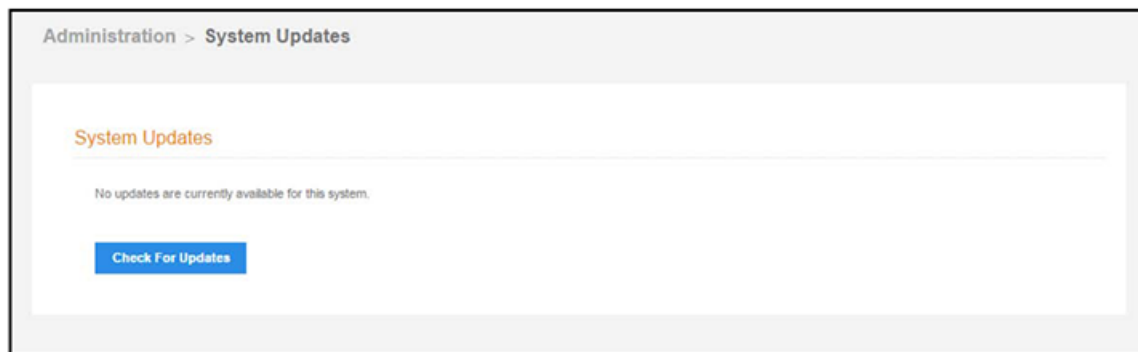 Administration > System Updates
System Updates
No updates are currently available for this system.
Check For Updates